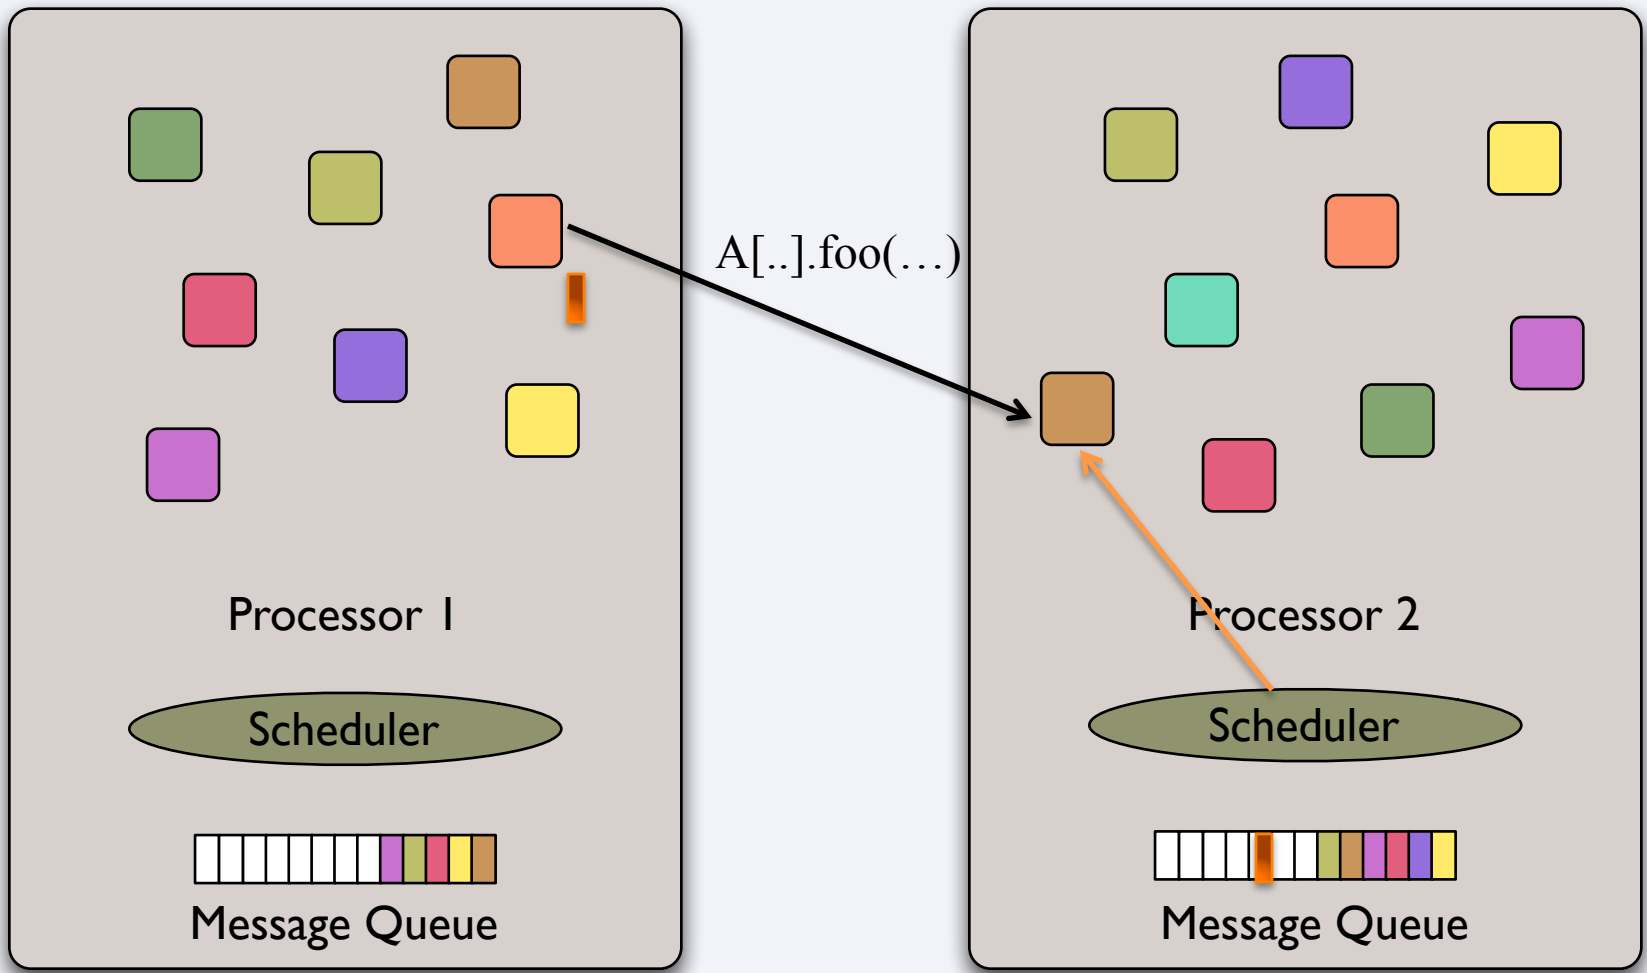 A[..].foo(…)
Processor 1
Processor 2
Scheduler
Scheduler
Message Queue
Message Queue